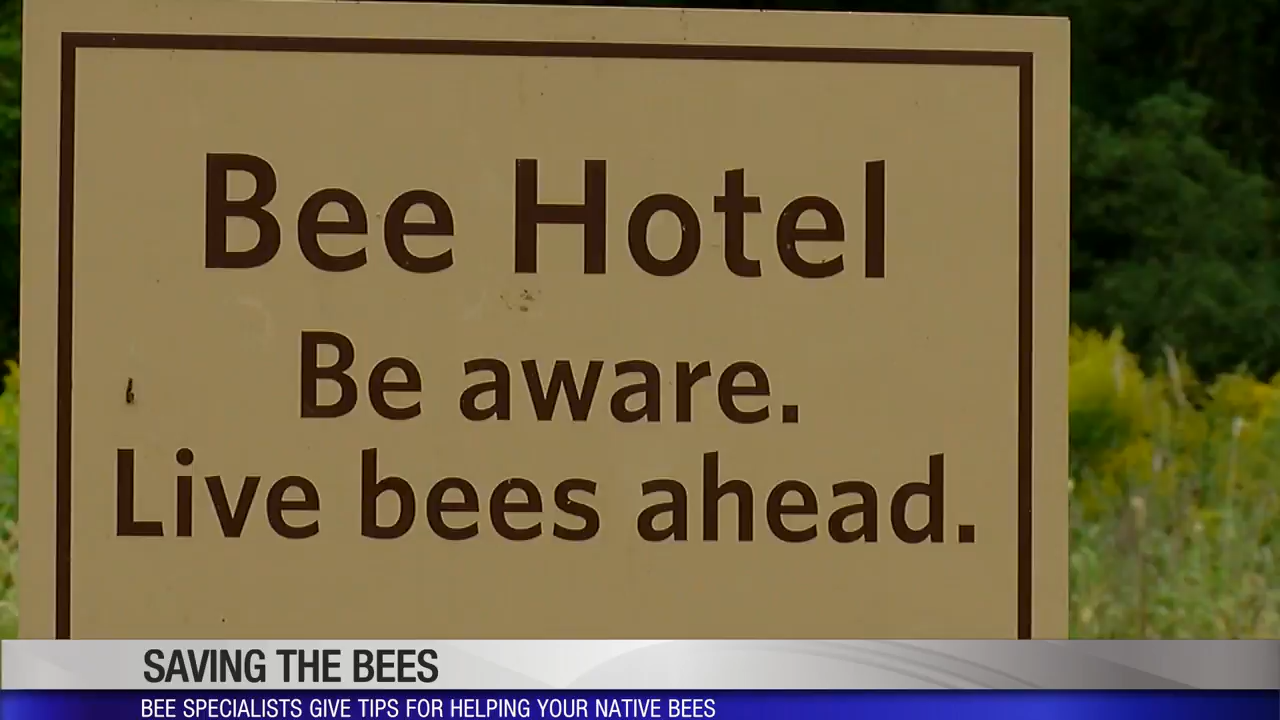 Bee Hotel
Be aware.
Live bees ahead.
SAVING THE BEES
BEE SPECIALISTS GIVE TIPS FOR HELPING YOUR NATIVE BEES